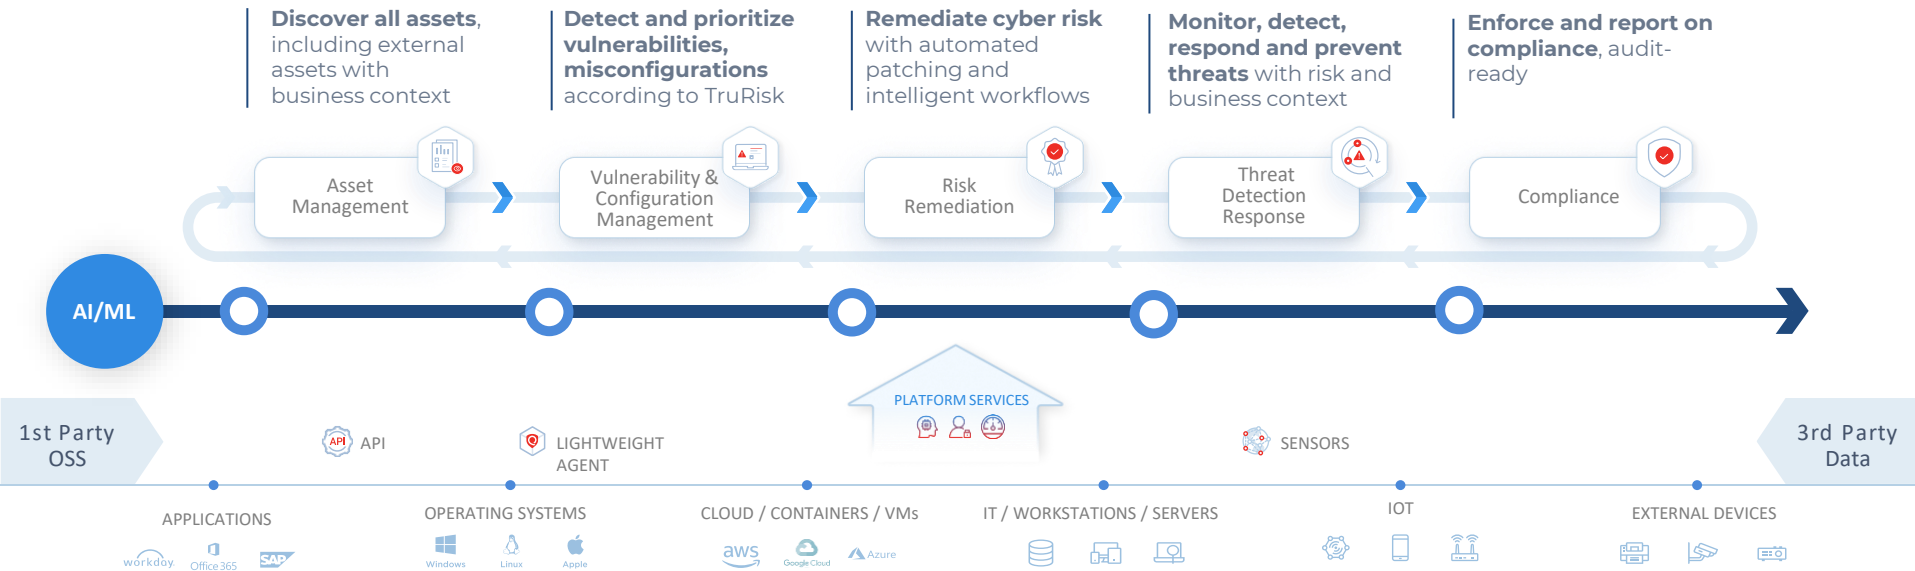 Discover all assets,
including external
assets with
business context
Detect and prioritize
vulnerabilities,
misconfigurations
according to TruRisk
Remediate cyber risk
with automated
patching and
intelligent workflows
Monitor, detect,
respond and prevent
threats with risk and
business context
Enforce and report on
compliance, audit-
ready
Asset
Management
Vulnerability &
Configuration
Management
Risk
Remediation
Threat
Detection
Response
Compliance
AI/ML
PLATFORM SERVICES
1st Party
OSS
API
API
LIGHTWEIGHT
AGENT
SENSORS
3rd Party
Data
APPLICATIONS
OPERATING SYSTEMS
CLOUD / CONTAINERS / VMs
IT / WORKSTATIONS / SERVERS
IOT
EXTERNAL DEVICES
workday.
Office 365
SAP
Windows
Linux
Apple
aws
Google Cloud
Azure